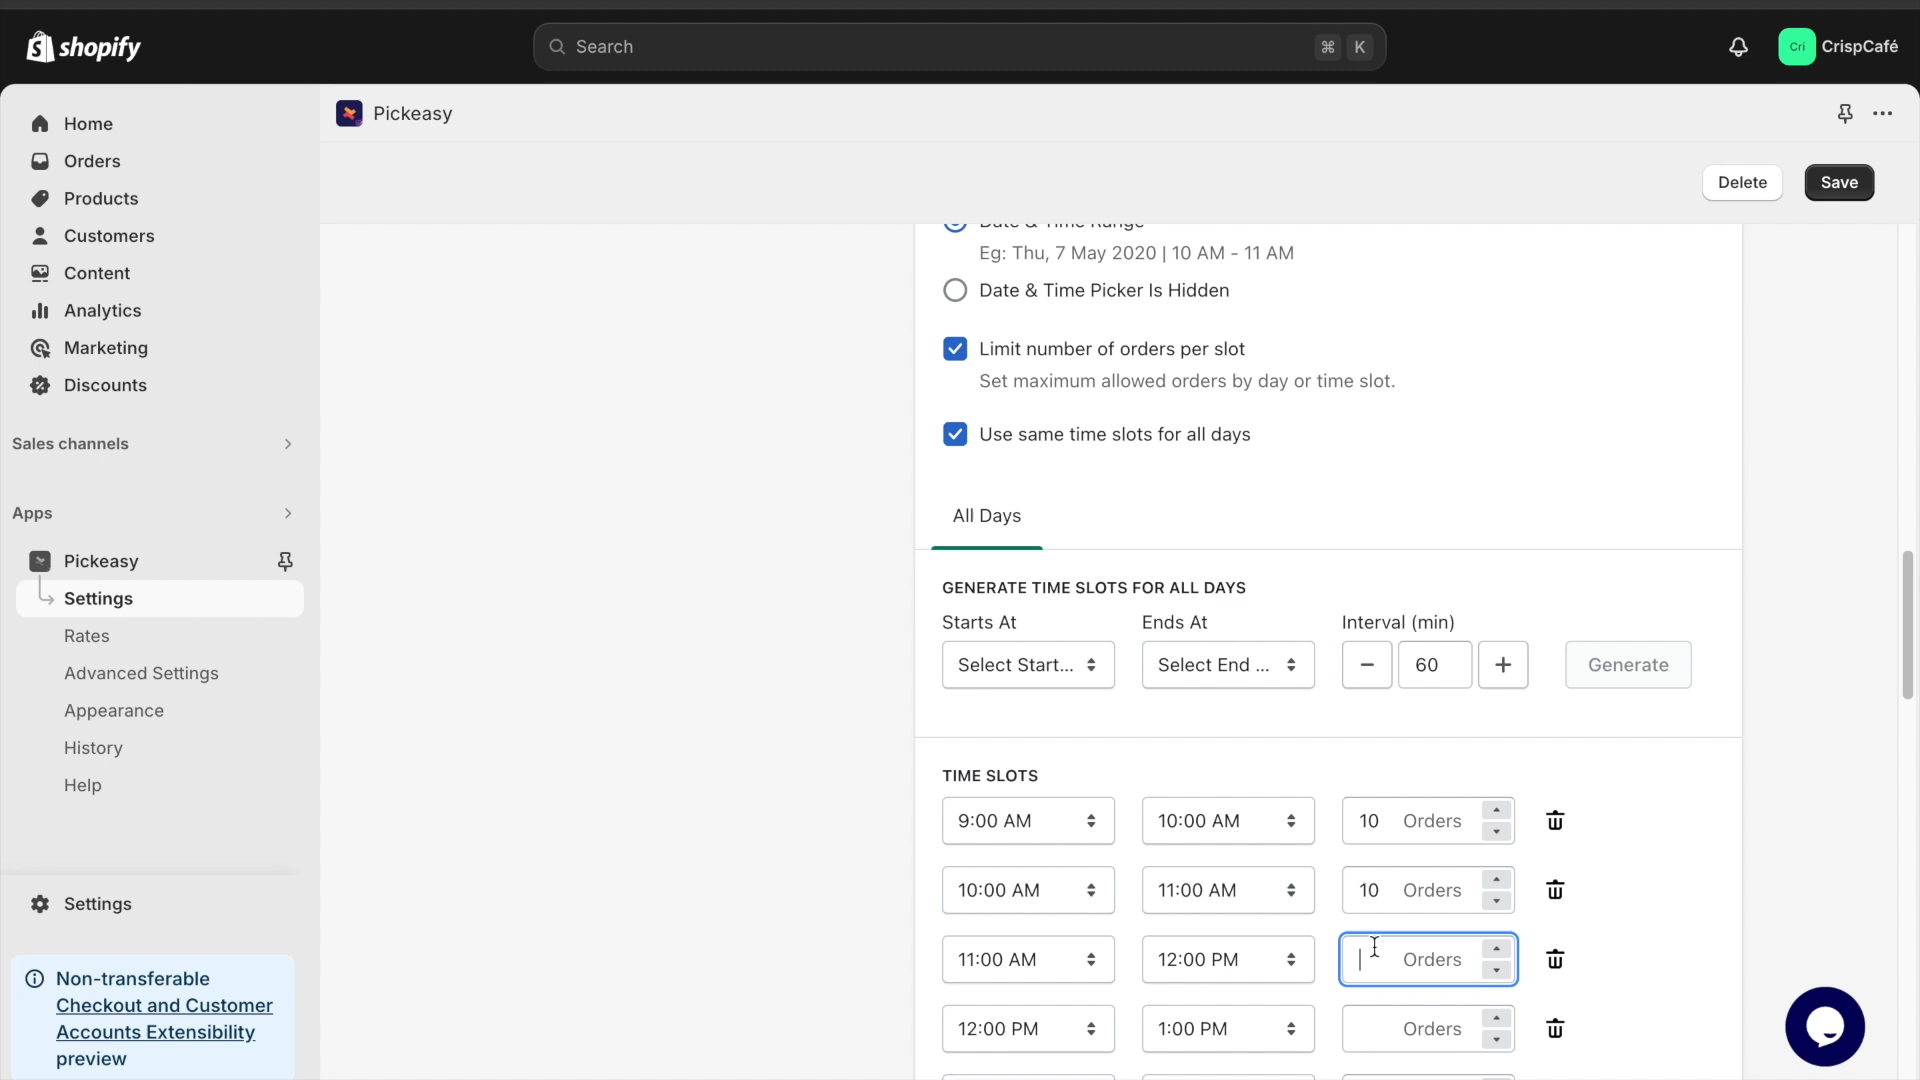 shopify
Search
⌘ K
Cri
CrispCafé
Home
Orders
Products
Customers
Content
Analytics
Marketing
Discounts
Sales channels
Apps
Pickeasy
Settings
Rates
Advanced Settings
Appearance
History
Help
Settings
Non-transferable
Checkout and Customer
Accounts Extensibility
preview
Pickeasy
Delete
Save
Date & Time Range
Eg: Thu, 7 May 2020 | 10 AM - 11 AM
Date & Time Picker Is Hidden
Limit number of orders per slot
Set maximum allowed orders by day or time slot.
Use same time slots for all days
All Days
GENERATE TIME SLOTS FOR ALL DAYS
Starts At Ends At Interval (min)
Select Start... Select End ... − 60 + Generate
TIME SLOTS
9:00 AM 10:00 AM 10 Orders
10:00 AM 11:00 AM 10 Orders
11:00 AM 12:00 PM Orders
12:00 PM 1:00 PM Orders